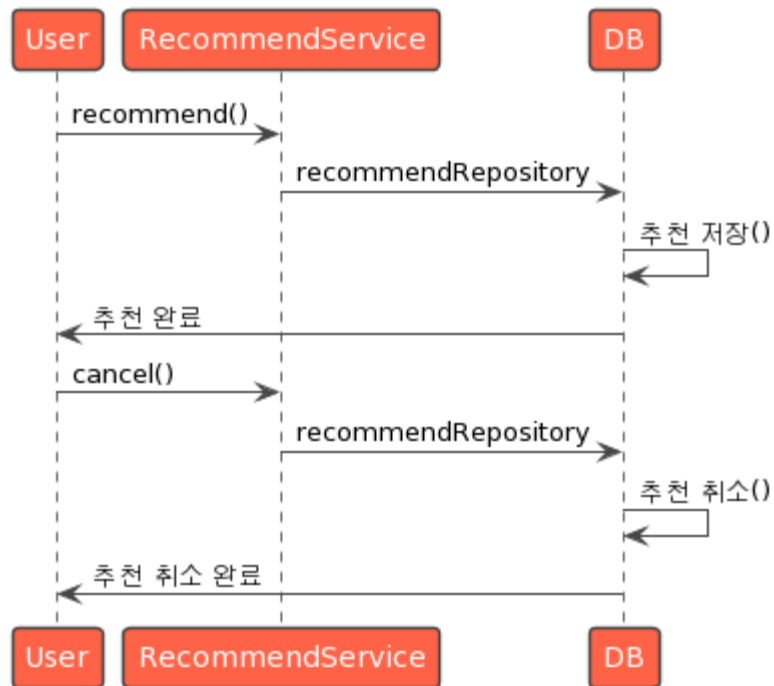 User RecommendService DB
recommend()
recommendRepository
추천 저장()
추천 완료
cancel()
recommendRepository
추천 취소()
추천 취소 완료
User RecommendService DB